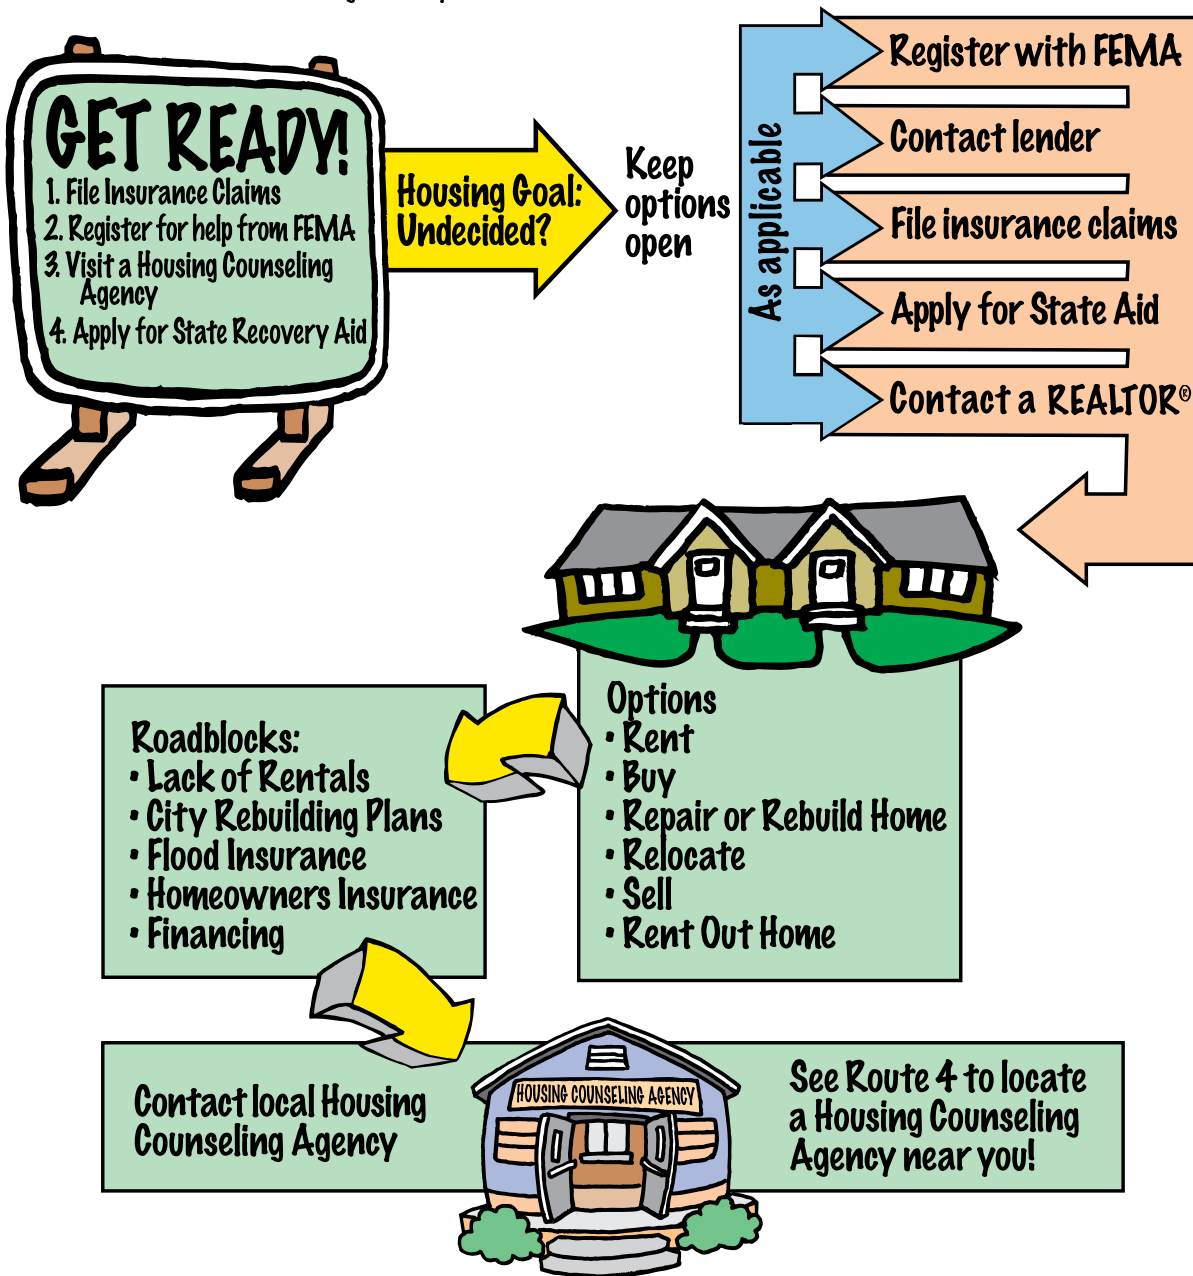 GET READY!
1. File Insurance Claims
2. Register for help from FEMA
3. Visit a Housing Counseling
Agency
4. Apply for State Recovery Aid
Housing Goal:
Undecided?
Keep
options
open
As applicable
Register with FEMA
Contact lender
File insurance claims
Apply for State Aid
Contact a REALTOR®
Options
• Rent
• Buy
• Repair or Rebuild Home
• Relocate
• Sell
• Rent Out Home
Roadblocks:
• Lack of Rentals
• City Rebuilding Plans
• Flood Insurance
• Homeowners Insurance
• Financing
Contact local Housing
Counseling Agency
HOUSING COUNSELING AGENCY
See Route 4 to locate
a Housing Counseling
Agency near you!